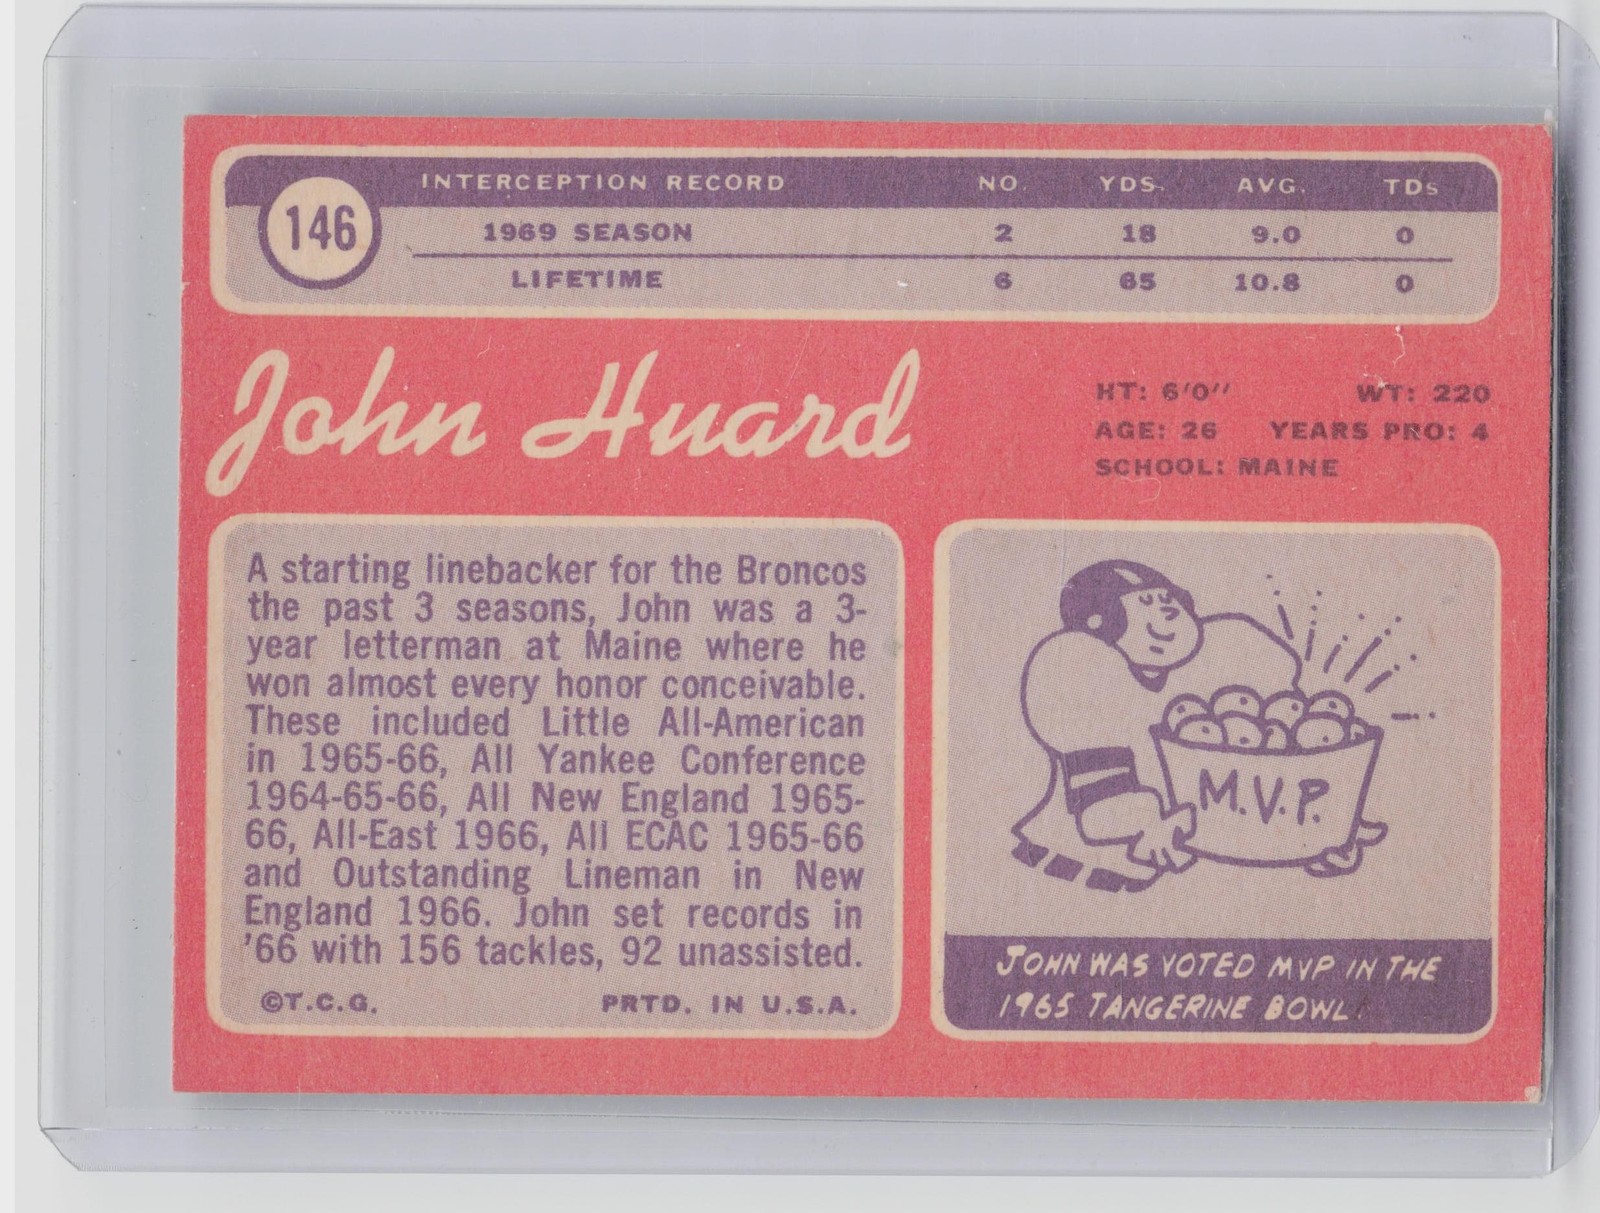 INTERCEPTION RECORD NO. YDS. AVG. TDs
146
1969 SEASON 2 18 9.0 0
LIFETIME 6 65 10.8 0
John Huard
HT: 6'0'' WT: 220
AGE: 26 YEARS PRO: 4
SCHOOL: MAINE
A starting linebacker for the Broncos
the past 3 seasons, John was a 3-
year letterman at Maine where he
won almost every honor conceivable.
These included Little All-American
in 1965-66, All Yankee Conference
1964-65-66, All New England 1965-
66, All-East 1966, All ECAC 1965-66
and Outstanding Lineman in New
England 1966. John set records in
'66 with 156 tackles, 92 unassisted.
©T.C.G. PRTD. IN U.S.A.
M.V.P.
JOHN WAS VOTED MVP IN THE
1965 TANGERINE BOWL